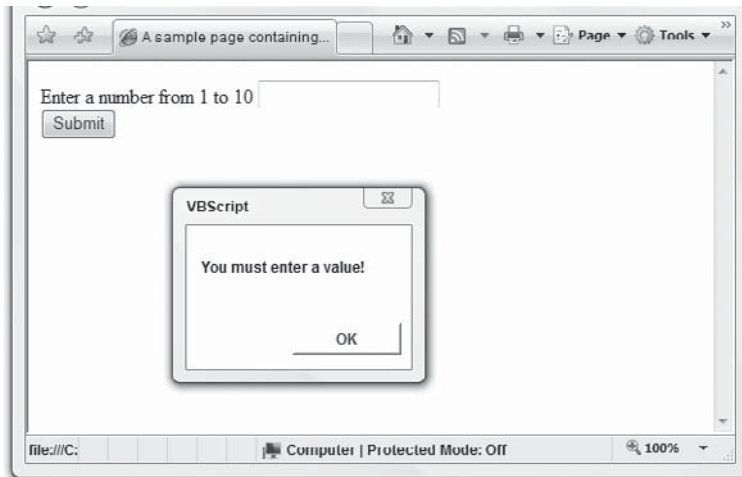 A sample page containing...
Page
Tools
»
Enter a number from 1 to 10
Submit
VBScript
You must enter a value!
OK
file:///C:
Computer | Protected Mode: Off
100%